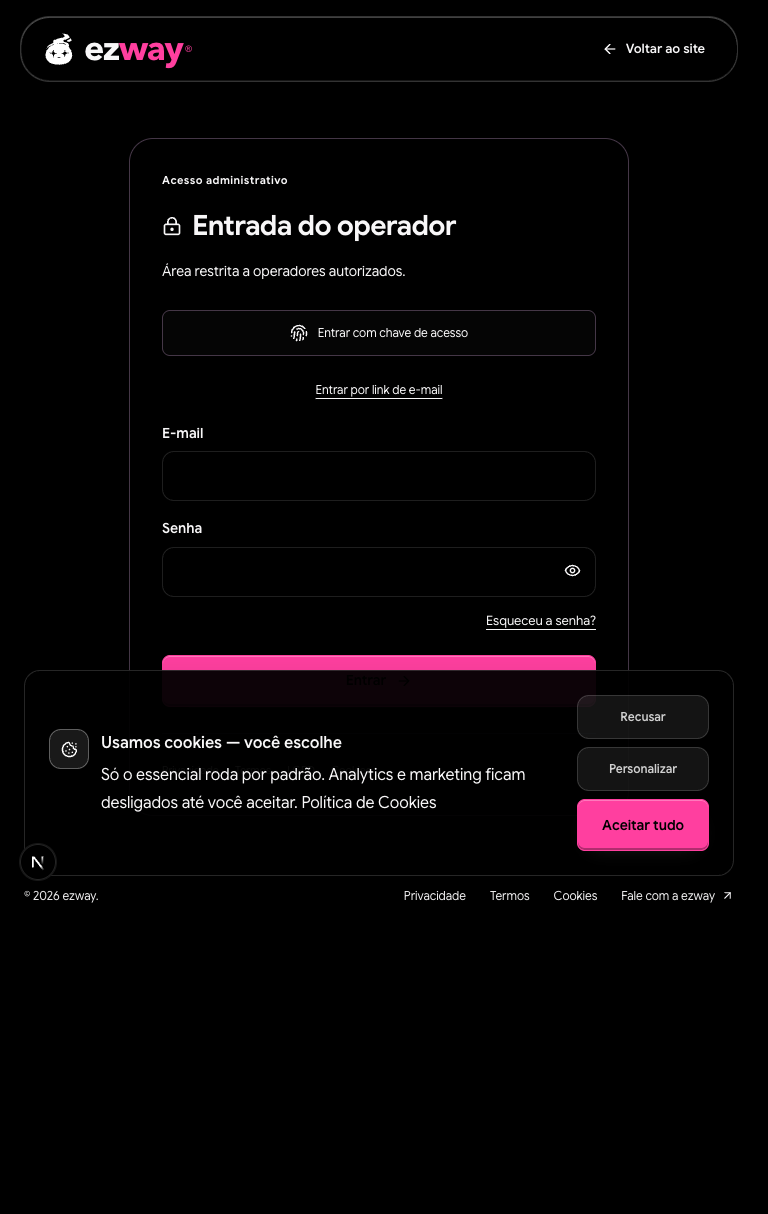 ezway®
Voltar ao site
Acesso administrativo
Entrada do operador
Área restrita a operadores autorizados.
Entrar com chave de acesso
Entrar por link de e-mail
E-mail
Senha
Esqueceu a senha?
Entrar
Usamos cookies — você escolhe
Só o essencial roda por padrão. Analytics e marketing ficam
desligados até você aceitar. Política de Cookies
Recusar
Personalizar
Aceitar tudo
N
© 2026 ezway.
Privacidade
Termos
Cookies
Fale com a ezway